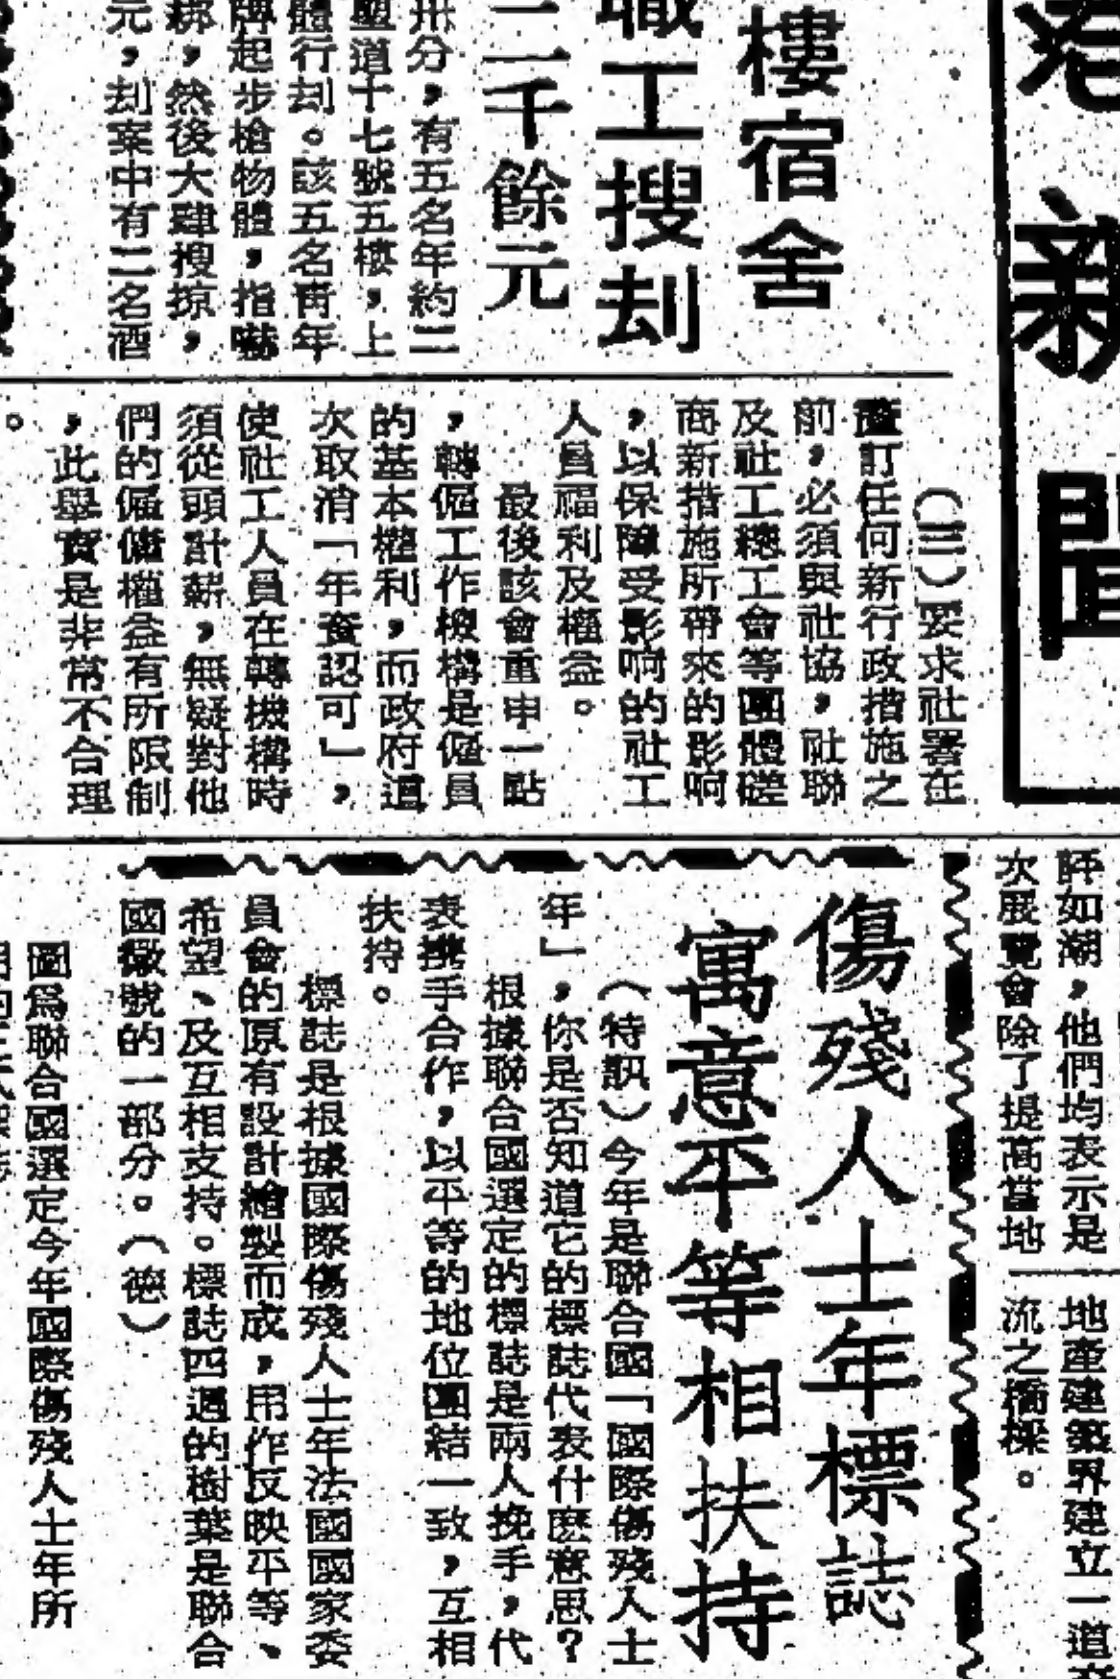 新聞
樓宿舍
職工搜刦
二千餘元
卅分，有五名年約二
道十七號五樓，上
體行刦。該五名青年
牌起步槍物體，指嚇
綁，然後大肆搜掠，
元，刦案中有二名酒
（三）要求社署在
釐訂任何新行政措施之
前，必須與社協，社聯
及社工總工會等團體磋
商新措施所帶來的影响
，以保障受影响的社工
人員福利及權益。
最後該會重申一點
，轉僱工作機構是僱員
的基本權利，而政府這
次取消「年資認可」，
使社工人員在轉機構時
須從頭計薪，無疑對他
們的僱傭權益有所限制
，此舉實是非常不合理
。
評如潮，他們均表示是
次展覽會除了提高當地
地產建築界建立一道
流之橋樑。
傷殘人士年標誌
寓意平等相扶持
（特訊）今年是聯合國「國際傷殘人士
年」，你是否知道它的標誌代表什麽意思？
根據聯合國選定的標誌是兩人挽手，代
表攜手合作，以平等的地位團結一致，互相
扶持。
標誌是根據國際傷殘人士年法國國家委
員會的原有設計繪製而成，用作反映平等、
希望、及互相支持。標誌四週的樹葉是聯合
國徽號的一部分。（德）
圖爲聯合國選定今年國際傷殘人士年所